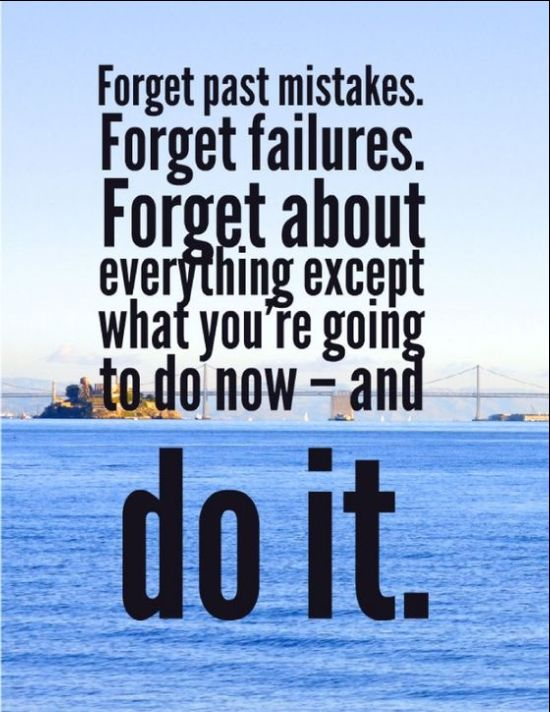 Forget past mistakes.
Forget failures.
Forget about
everything except
what you're going
to do now – and
do it.